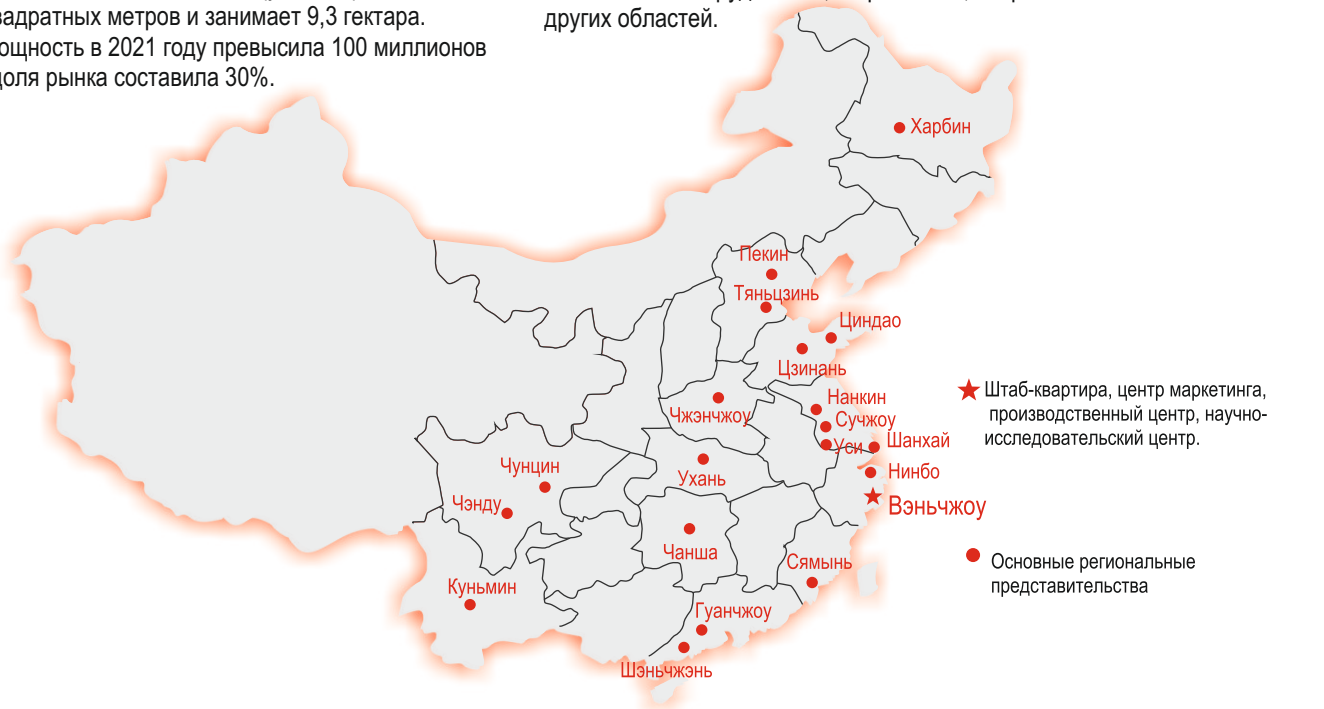 вадратных метров и занимает 9,3 гектара.
ощность в 2021 году превысила 100 миллионов
доля рынка составила 30%.
других областей.
Харбин
Пекин
Тяньцзинь
Циндао
Цзинань
Нанкин
Чжэнчжоу
Сучжоу
Уси
Шанхай
Чунцин
Ухань
Нинбо
Чэнду
Вэньчжоу
Чанша
Сямынь
Куньмин
Гуанчжоу
Шэньчжэнь
Штаб-квартира, центр маркетинга,
производственный центр, научно-
исследовательский центр.
Основные региональные
представительства